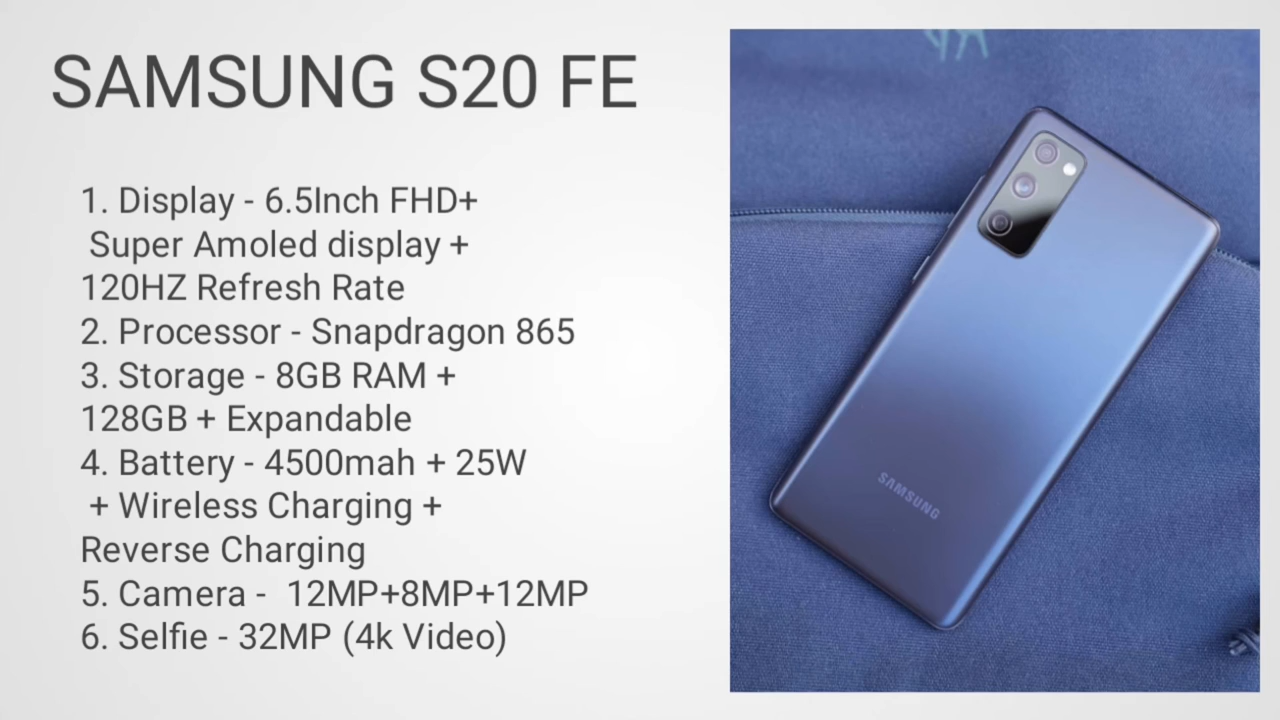 SAMSUNG S20 FE
1. Display - 6.5Inch FHD+
Super Amoled display +
120HZ Refresh Rate
2. Processor - Snapdragon 865
3. Storage - 8GB RAM +
128GB + Expandable
4. Battery - 4500mah + 25W
+ Wireless Charging +
Reverse Charging
5. Camera -  12MP+8MP+12MP
6. Selfie - 32MP (4k Video)
SAMSUNG